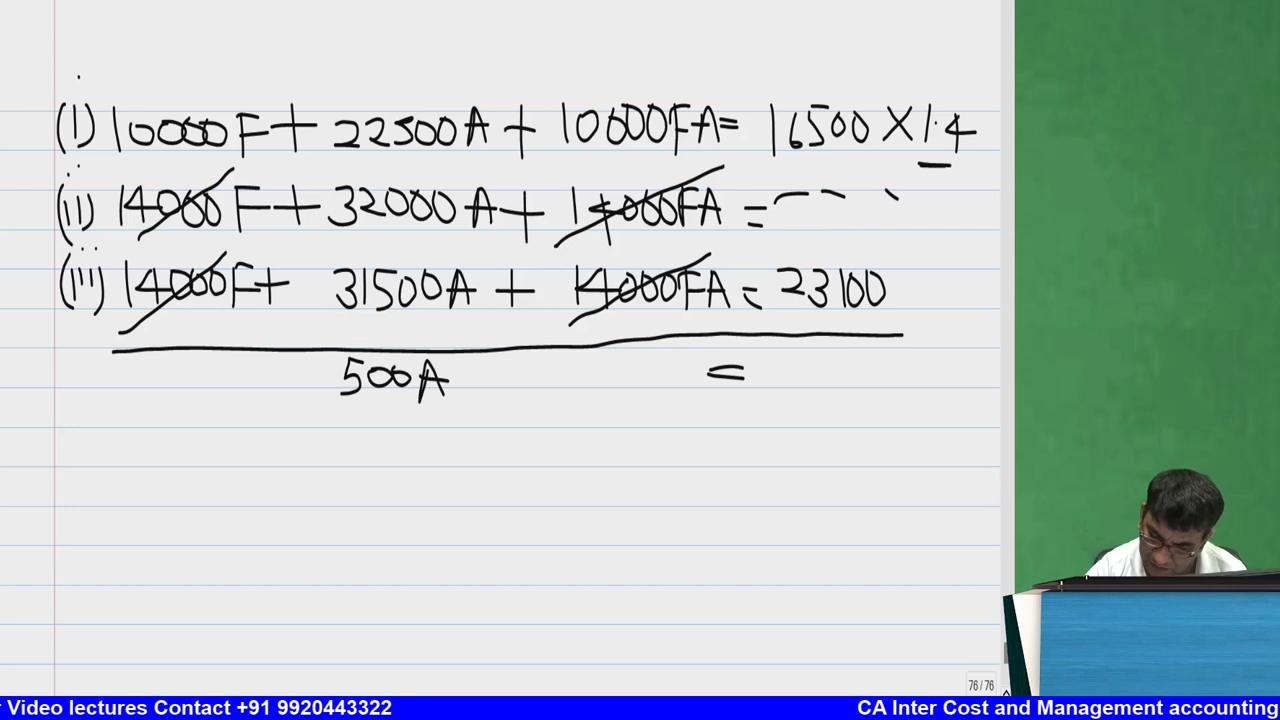 (i) 10000F + 22500A + 10000FA = 16500 X 1.4
(ii) 14000F + 32000A + 14000FA =
(iii) 14000F + 31500A + 14000FA = 23100
500A =
76/76
r Video lectures Contact +91 9920443322
CA Inter Cost and Management accounting